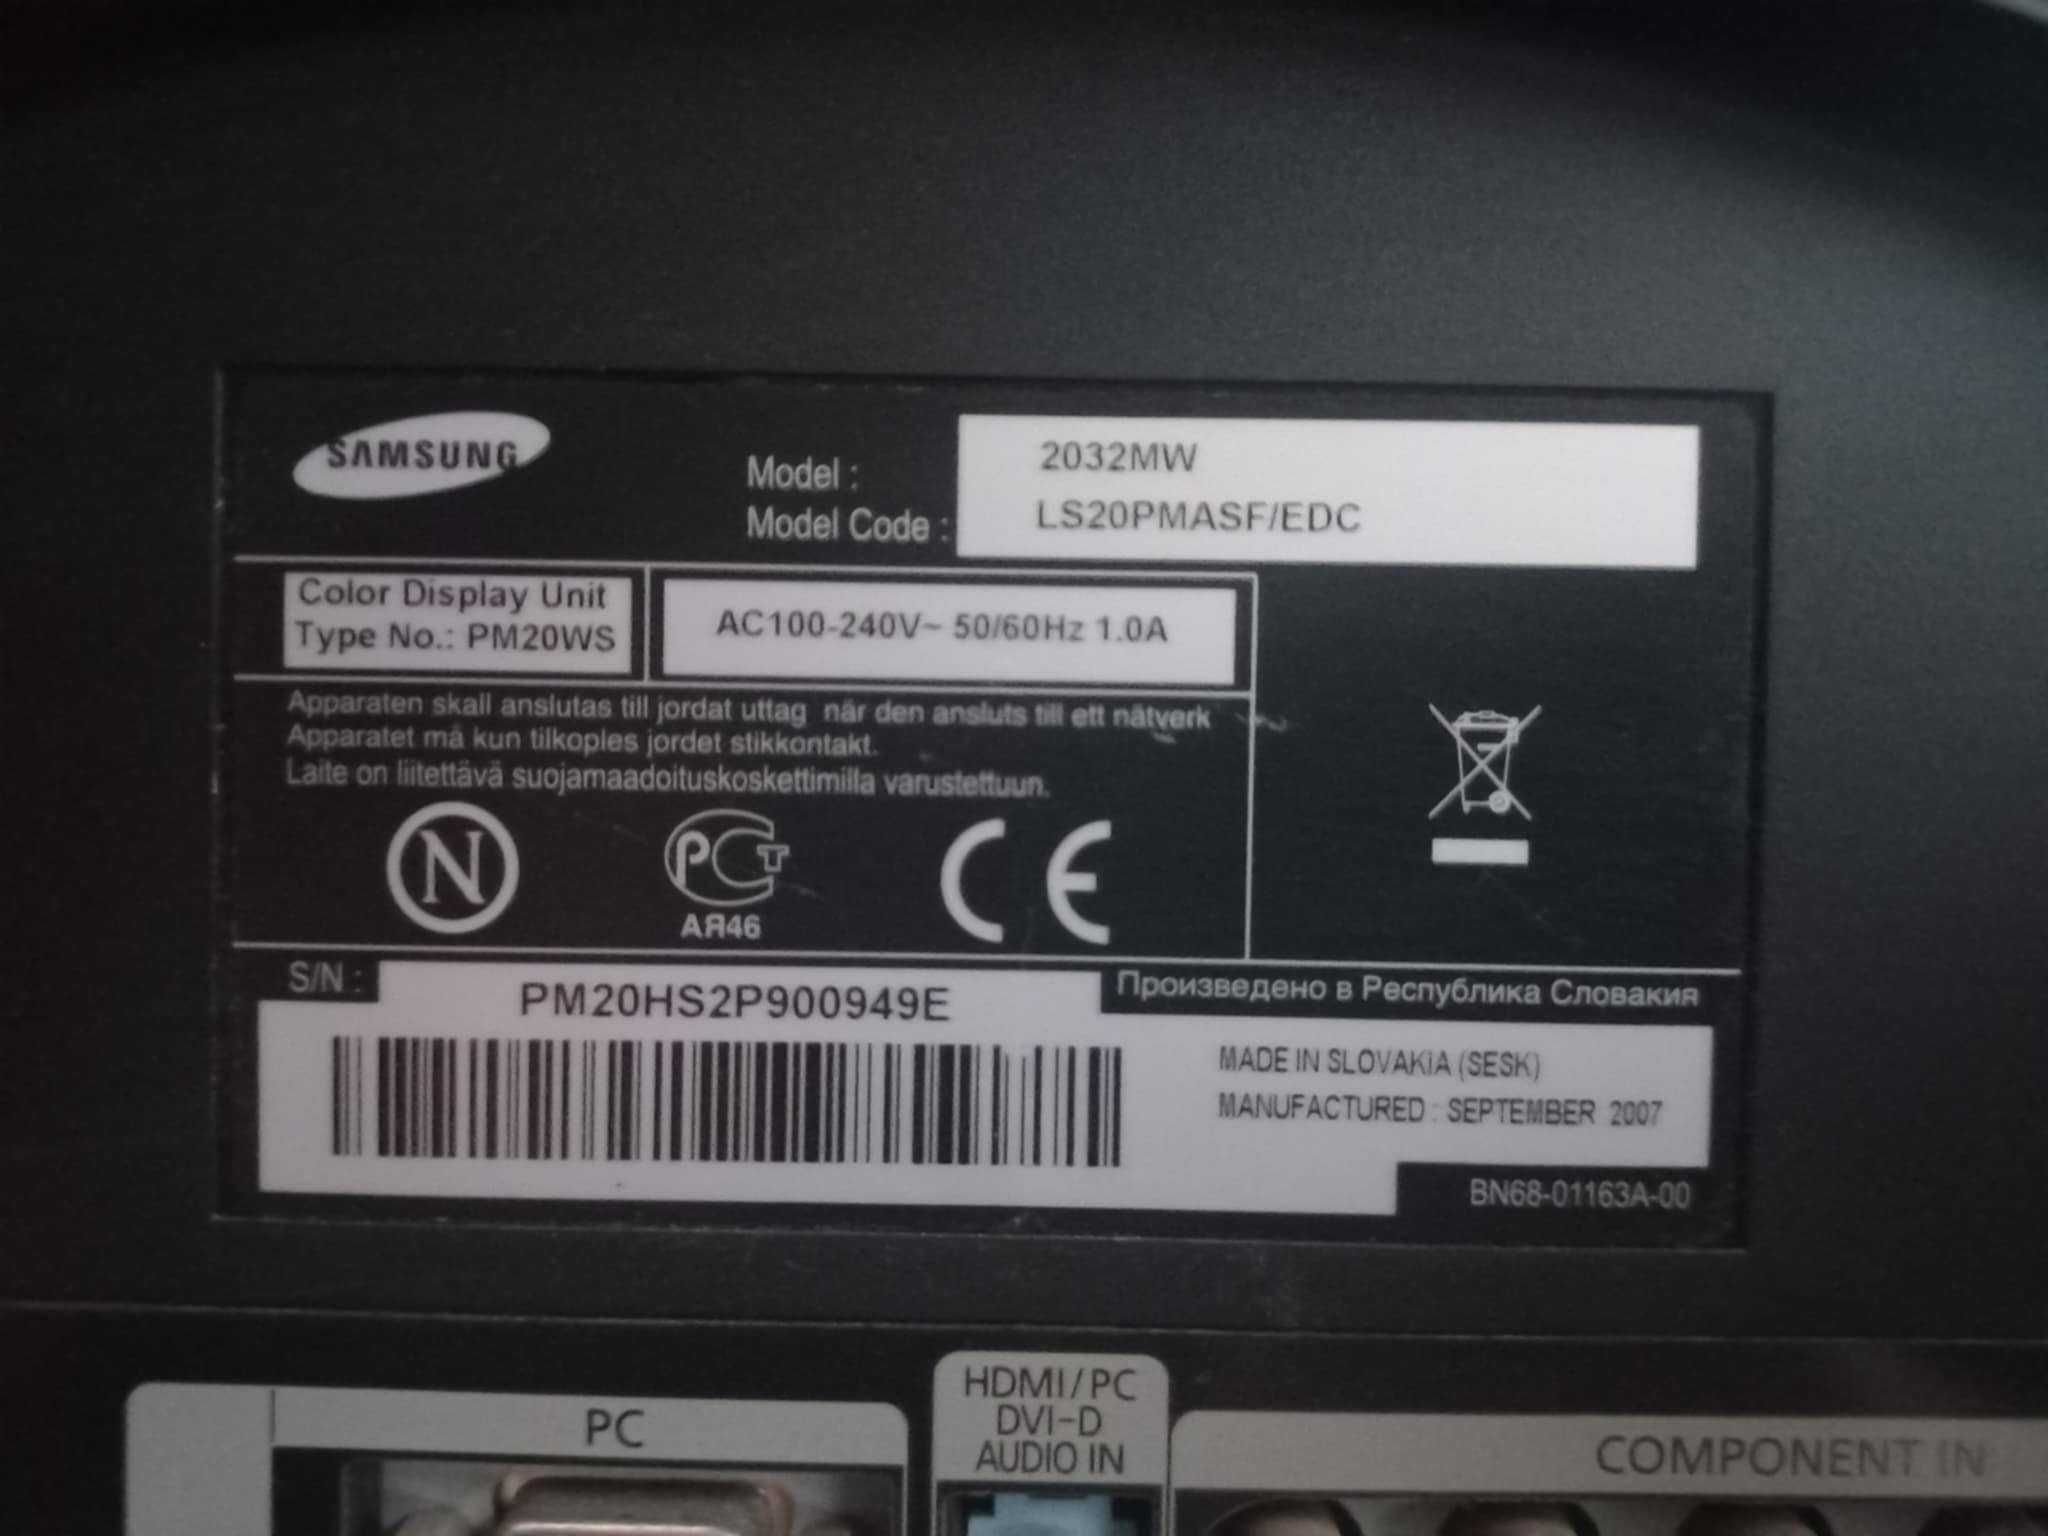 SAMSUNG
Model : 2032MW
Model Code : LS20PMASF/EDC
Color Display Unit
Type No.: PM20WS
AC100-240V~ 50/60Hz 1.0A
Apparaten skall anslutas till jordat uttag när den ansluts till ett nätverk
Apparatet må kun tilkoples jordet stikkontakt.
Laite on liitettävä suojamaadoituskoskettimilla varustettuun.
N
РСТ
АЯ46
CE
S/N :
PM20HS2P900949E
Произведено в Республика Словакия
MADE IN SLOVAKIA (SESK)
MANUFACTURED : SEPTEMBER 2007
BN68-01163A-00
PC
HDMI/PC
DVI-D
AUDIO IN
COMPONENT IN